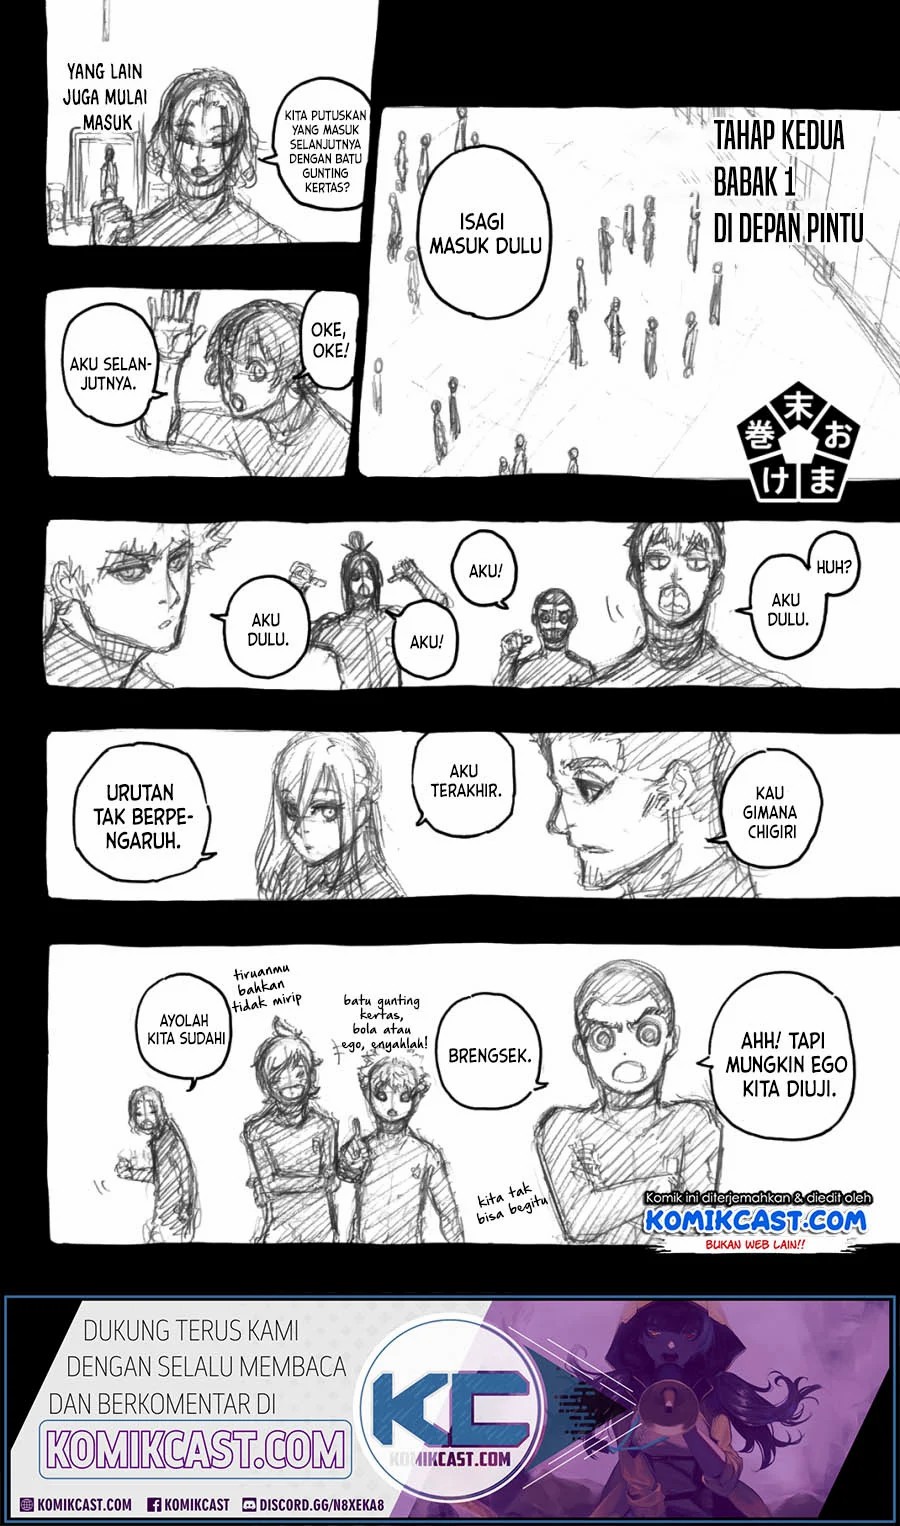 TAHAP KEDUA
BABAK 1
DI DEPAN PINTU
ISAGI
MASUK DULU
KITA PUTUSKAN
YANG MASUK
SELANJUTNYA
DENGAN BATU
GUNTING
KERTAS?
YANG LAIN
JUGA MULAI
MASUK
OKE,
OKE!
AKU SELAN-
JUTNYA.
末
お
ま
け
巻
HUH?
AKU
DULU.
AKU!
AKU!
AKU
DULU.
KAU
GIMANA
CHIGIRI
AKU
TERAKHIR.
URUTAN
TAK BERPE-
NGARUH.
AHH! TAPI
MUNGKIN EGO
KITA DIUJI.
BRENGSEK.
kita tak
bisa begitu
batu gunting
kertas,
bola atau
ego, enyahlah!
tiruanmu
bahkan
tidak mirip
AYOLAH
KITA SUDAHI
Komik ini diterjemahkan & diedit oleh
KOMIKCAST.COM
BUKAN WEB LAIN!!
DUKUNG TERUS KAMI
DENGAN SELALU MEMBACA
DAN BERKOMENTAR DI
KOMIKCAST.COM
KC
KOMIKCAST.COM
KOMIKCAST.COM
KOMIKCAST
DISCORD.GG/N8XEKA8